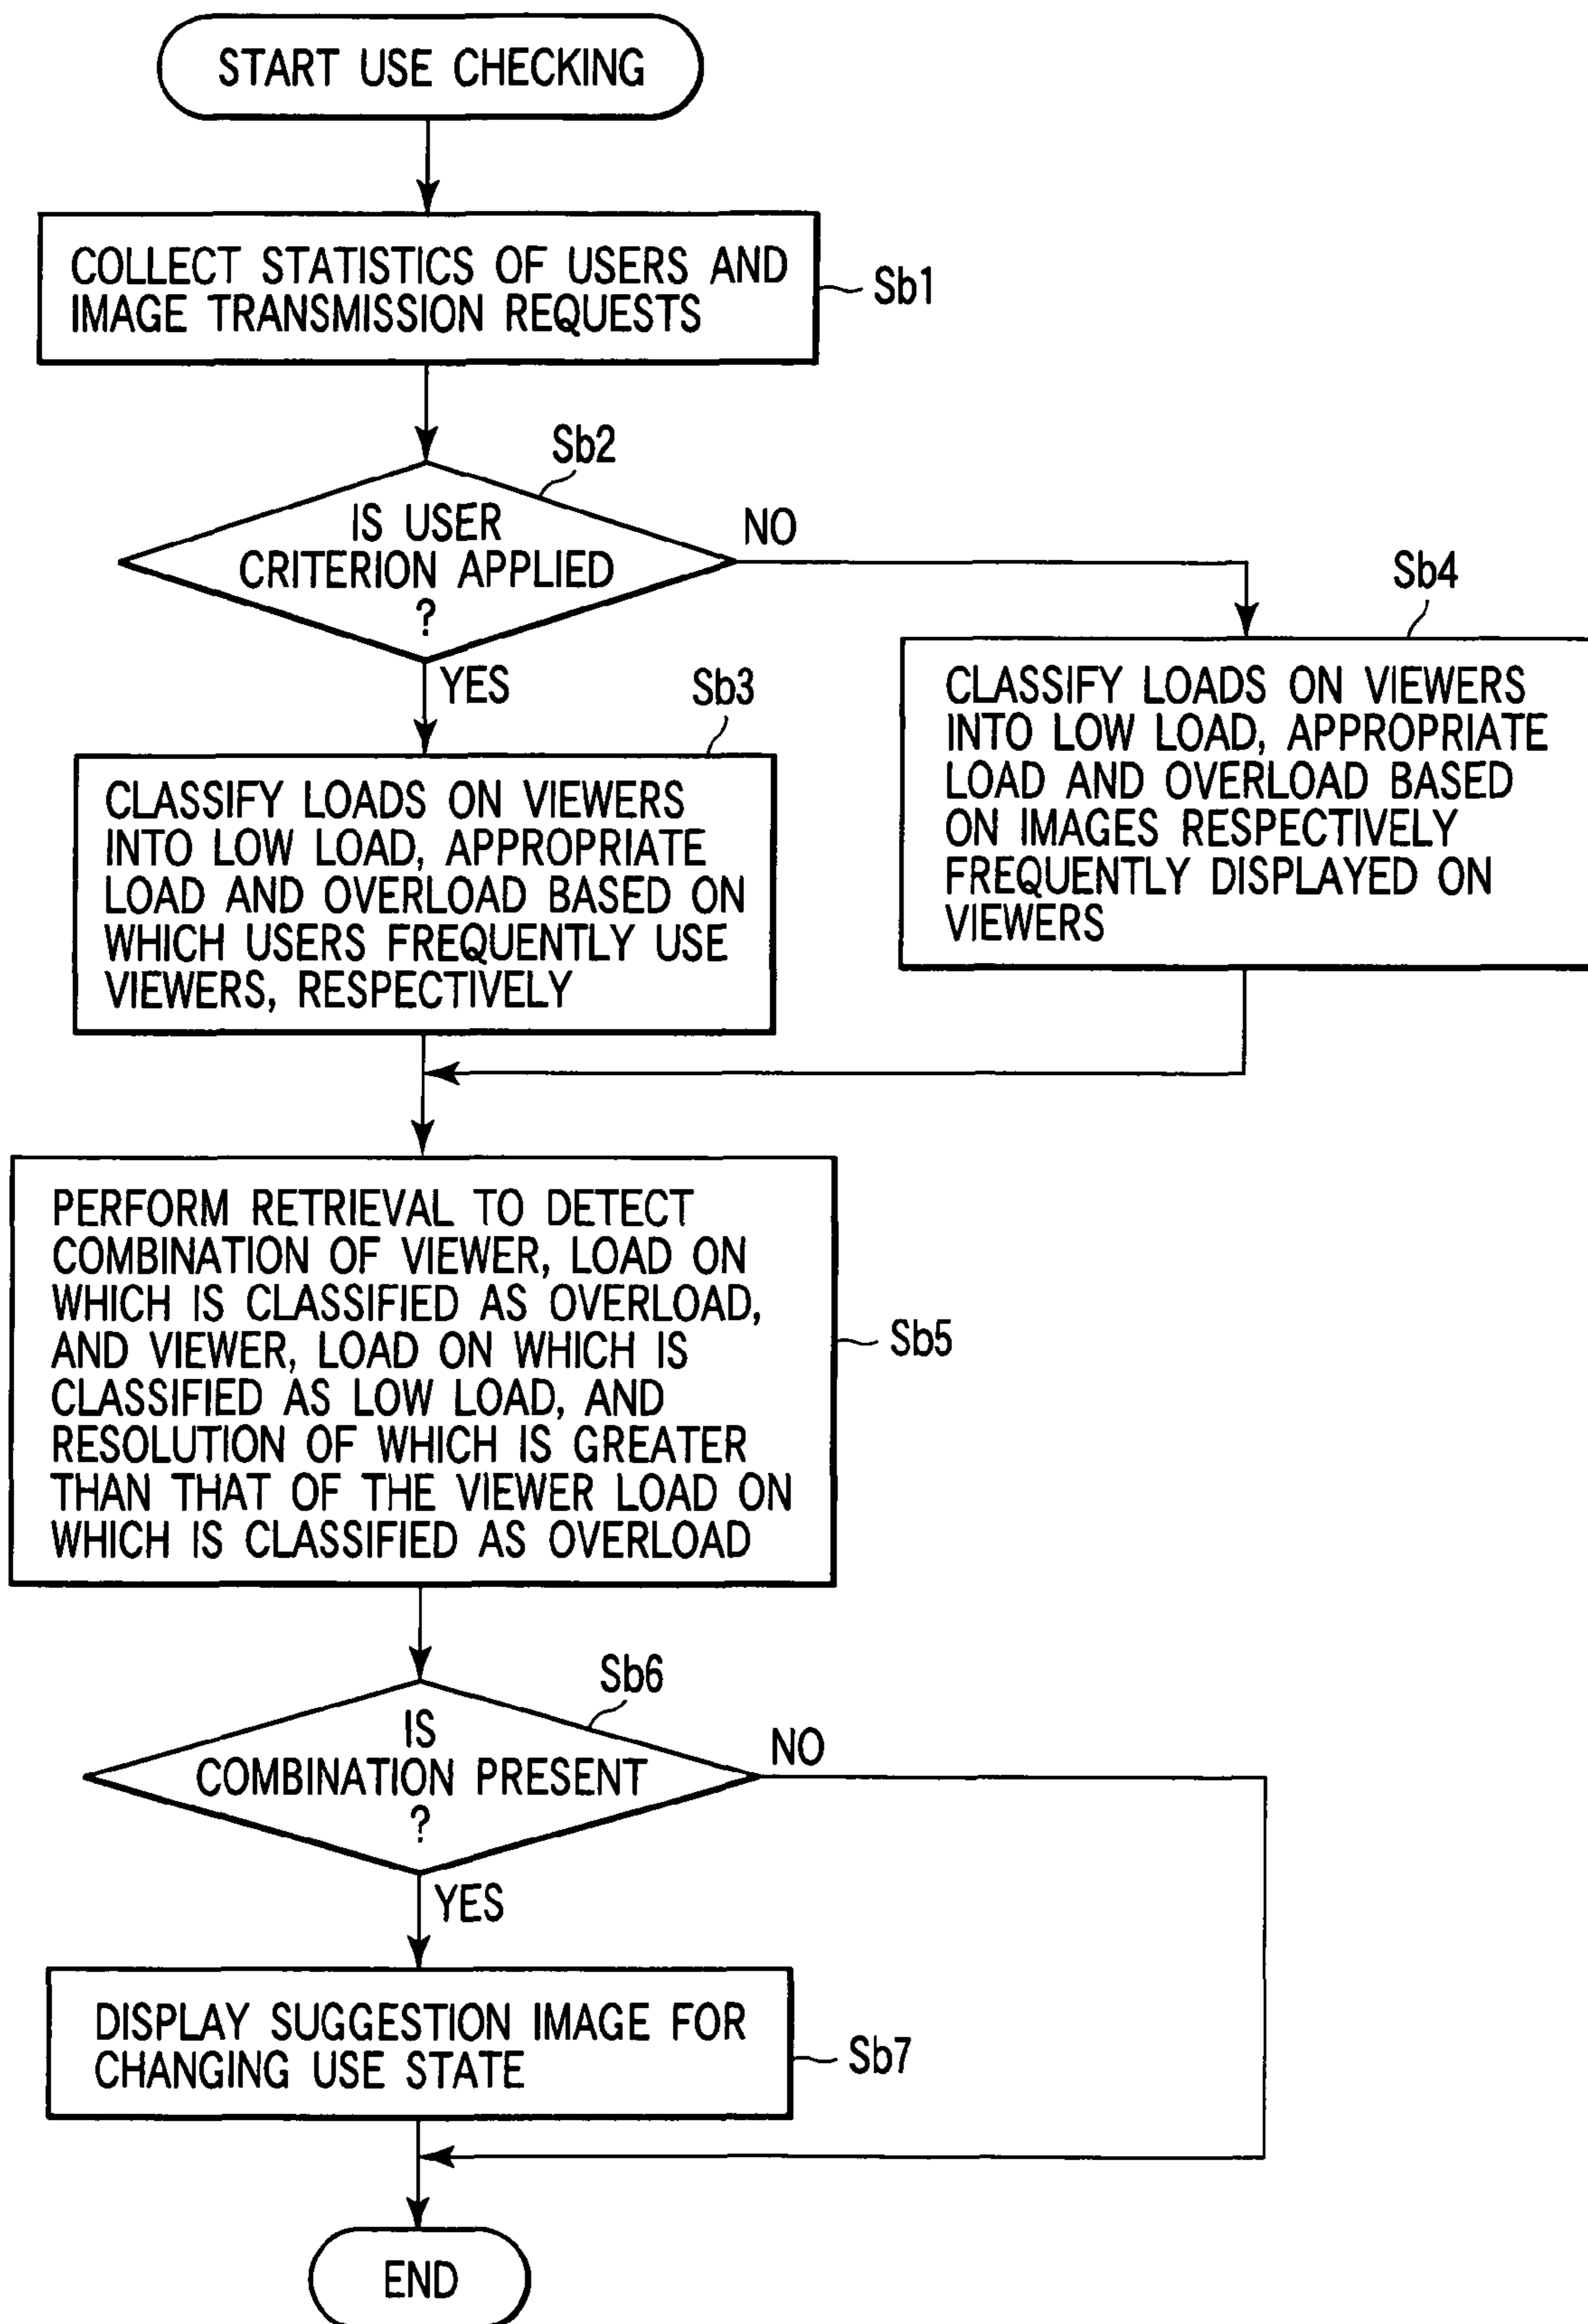 START USE CHECKING
COLLECT STATISTICS OF USERS AND
IMAGE TRANSMISSION REQUESTS
Sb1
Sb2
IS USER
CRITERION APPLIED
?
NO
YES
Sb3
CLASSIFY LOADS ON VIEWERS
INTO LOW LOAD, APPROPRIATE
LOAD AND OVERLOAD BASED ON
WHICH USERS FREQUENTLY USE
VIEWERS, RESPECTIVELY
Sb4
CLASSIFY LOADS ON VIEWERS
INTO LOW LOAD, APPROPRIATE
LOAD AND OVERLOAD BASED
ON IMAGES RESPECTIVELY
FREQUENTLY DISPLAYED ON
VIEWERS
PERFORM RETRIEVAL TO DETECT
COMBINATION OF VIEWER, LOAD ON
WHICH IS CLASSIFIED AS OVERLOAD,
AND VIEWER, LOAD ON WHICH IS
CLASSIFIED AS LOW LOAD, AND
RESOLUTION OF WHICH IS GREATER
THAN THAT OF THE VIEWER LOAD ON
WHICH IS CLASSIFIED AS OVERLOAD
Sb5
Sb6
IS
COMBINATION PRESENT
?
NO
YES
DISPLAY SUGGESTION IMAGE FOR
CHANGING USE STATE
Sb7
END